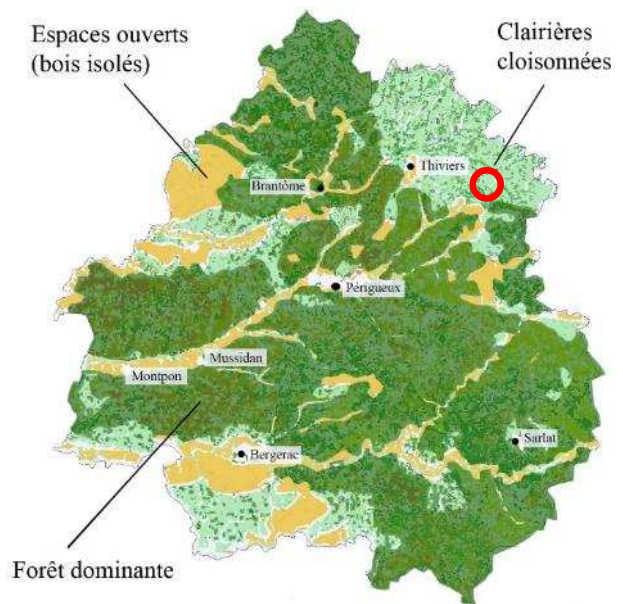 Espaces ouverts
(bois isolés)
Clairières
cloisonnées
Thiviers
Brantôme
Périgueux
Mussidan
Montpon
Sarlat
Bergerac
Forêt dominante